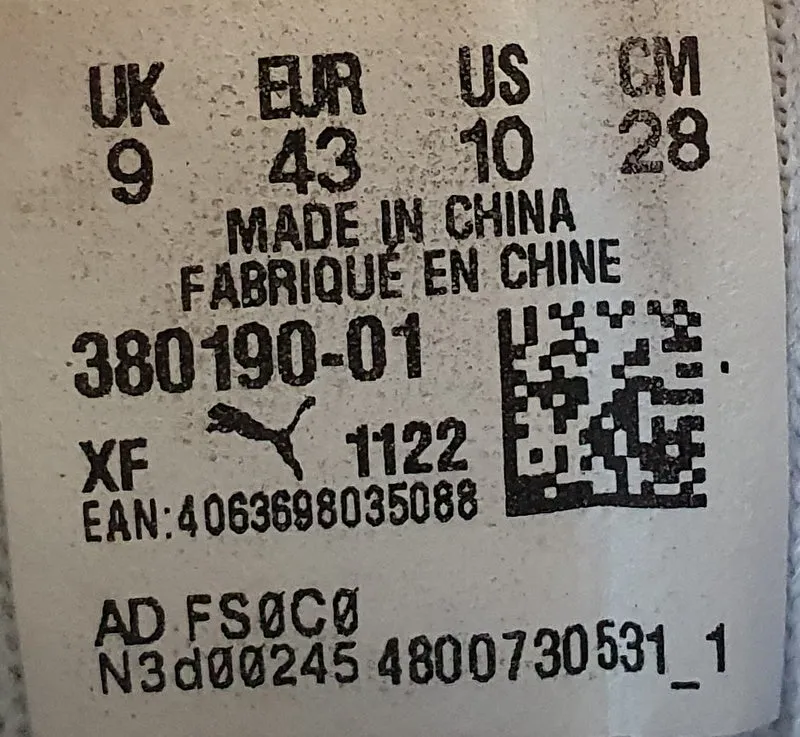 UK EUR US CM
9 43 10 28
MADE IN CHINA
FABRIQUÉ EN CHINE
380190-01
XF 1122
EAN:4063698035088
AD FS0C0
N3d00245 4800730531_1